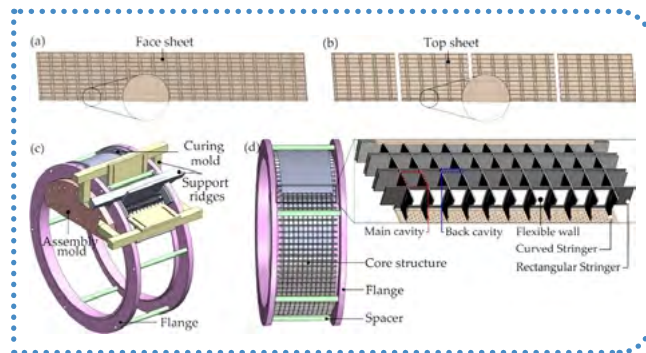 (a)
Face sheet
(b)
Top sheet
(c)
Curing
mold
Support
ridges
Assembly
mold
Flange
(d)
Main cavity
Back cavity
Flexible wall
Curved Stringer
Rectangular Stringer
Core structure
Flange
Spacer